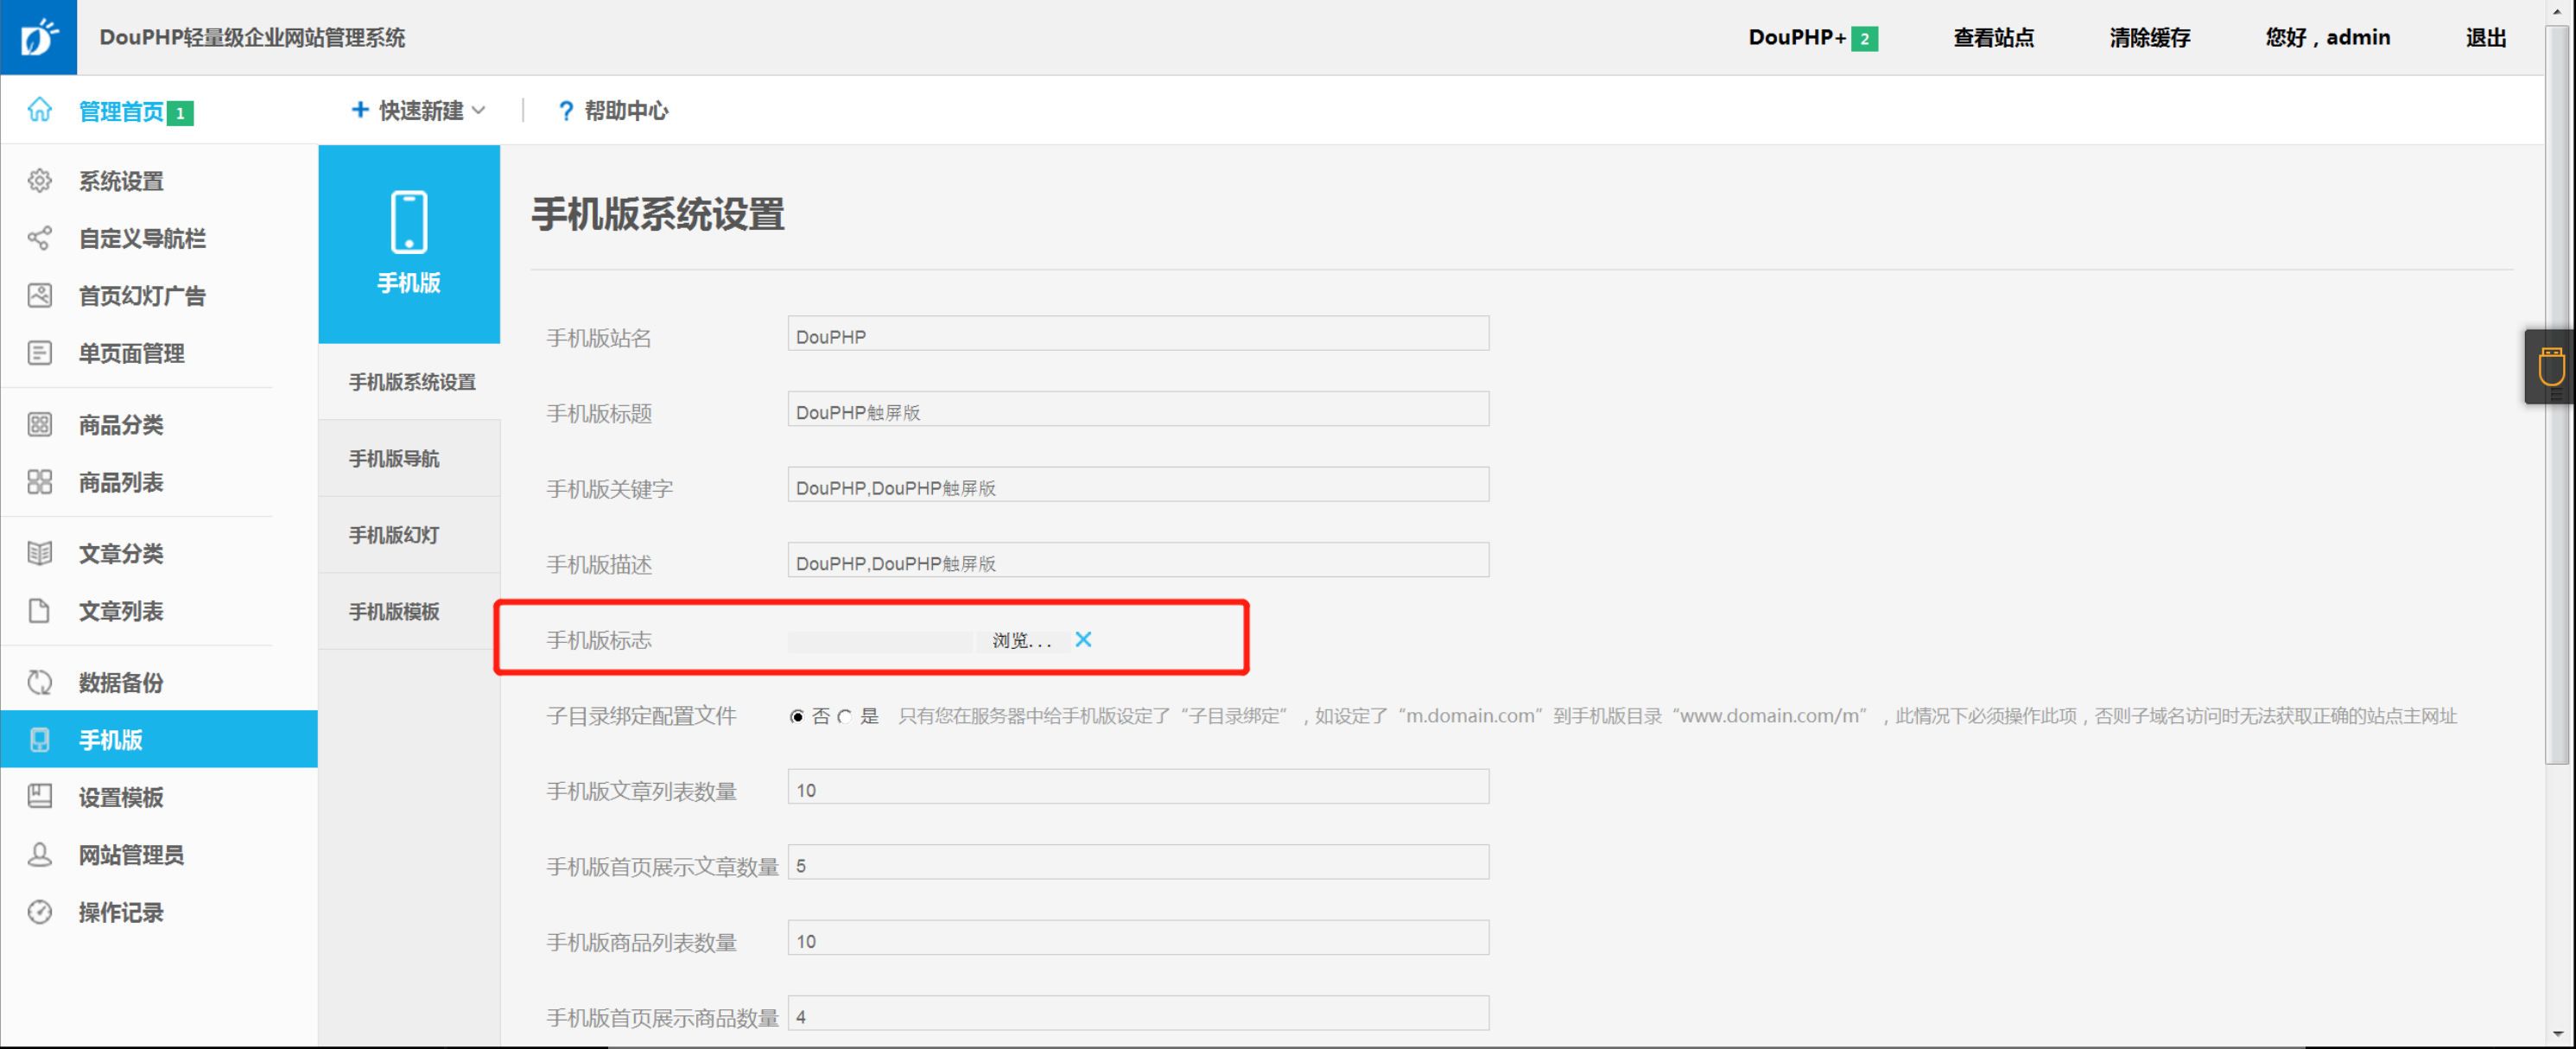 DouPHP轻量级企业网站管理系统
DouPHP+ 2 查看站点 清除缓存 您好，admin 退出
管理首页 1 快速新建 | ? 帮助中心
系统设置
自定义导航栏
首页幻灯广告
单页面管理
商品分类
商品列表
文章分类
文章列表
数据备份
手机版
设置模板
网站管理员
操作记录
手机版
手机版系统设置
手机版导航
手机版幻灯
手机版模板
手机版系统设置
手机版站名 DouPHP
手机版标题 DouPHP触屏版
手机版关键字 DouPHP,DouPHP触屏版
手机版描述 DouPHP,DouPHP触屏版
手机版标志 浏览...
子目录绑定配置文件 否 是 只有您在服务器中给手机版设定了“子目录绑定”，如设定了“m.domain.com”到手机版目录“www.domain.com/m”，此情况下必须操作此项，否则子域名访问时无法获取正确的站点主网址
手机版文章列表数量 10
手机版首页展示文章数量 5
手机版商品列表数量 10
手机版首页展示商品数量 4